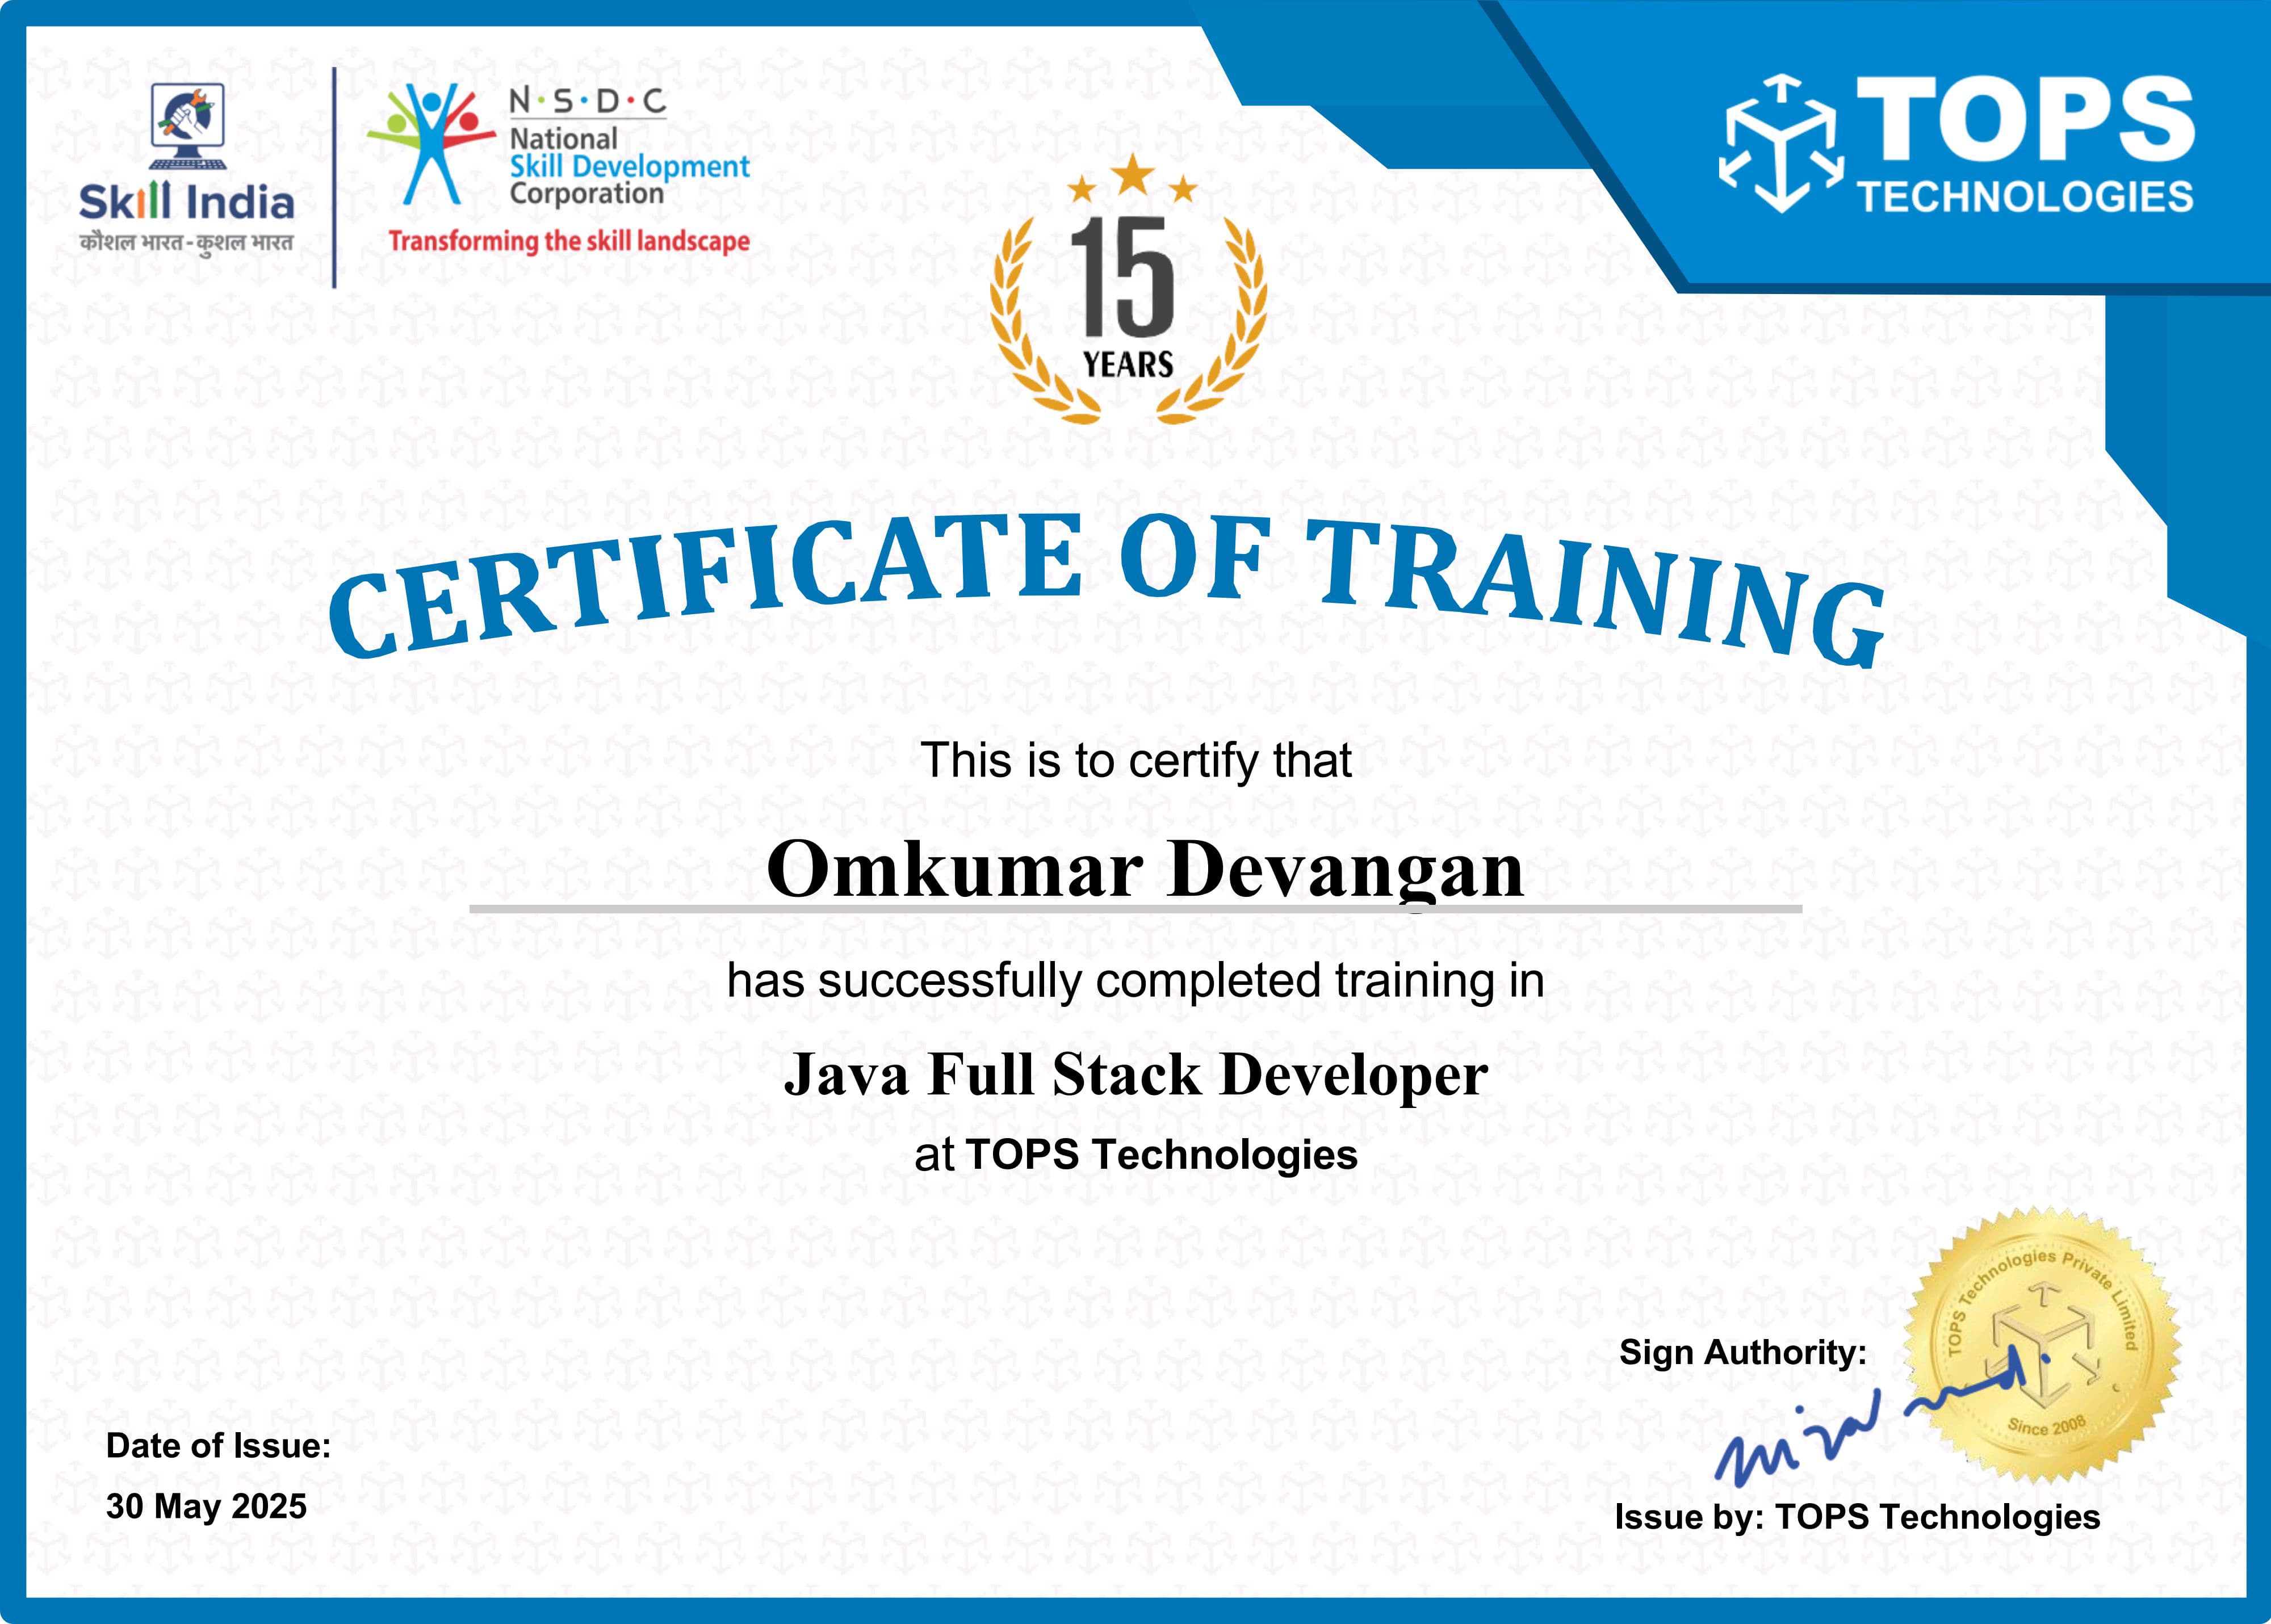 Skill India
कौशल भारत - कुशल भारत
N·S·D·C
National
Skill Development
Corporation
Transforming the skill landscape
15
YEARS
TOPS
TECHNOLOGIES
CERTIFICATE OF TRAINING
This is to certify that
Omkumar Devangan
has successfully completed training in
Java Full Stack Developer
at TOPS Technologies
Date of Issue:
30 May 2025
Sign Authority:
TOPS Technologies Private Limited
Since 2008
Issue by: TOPS Technologies